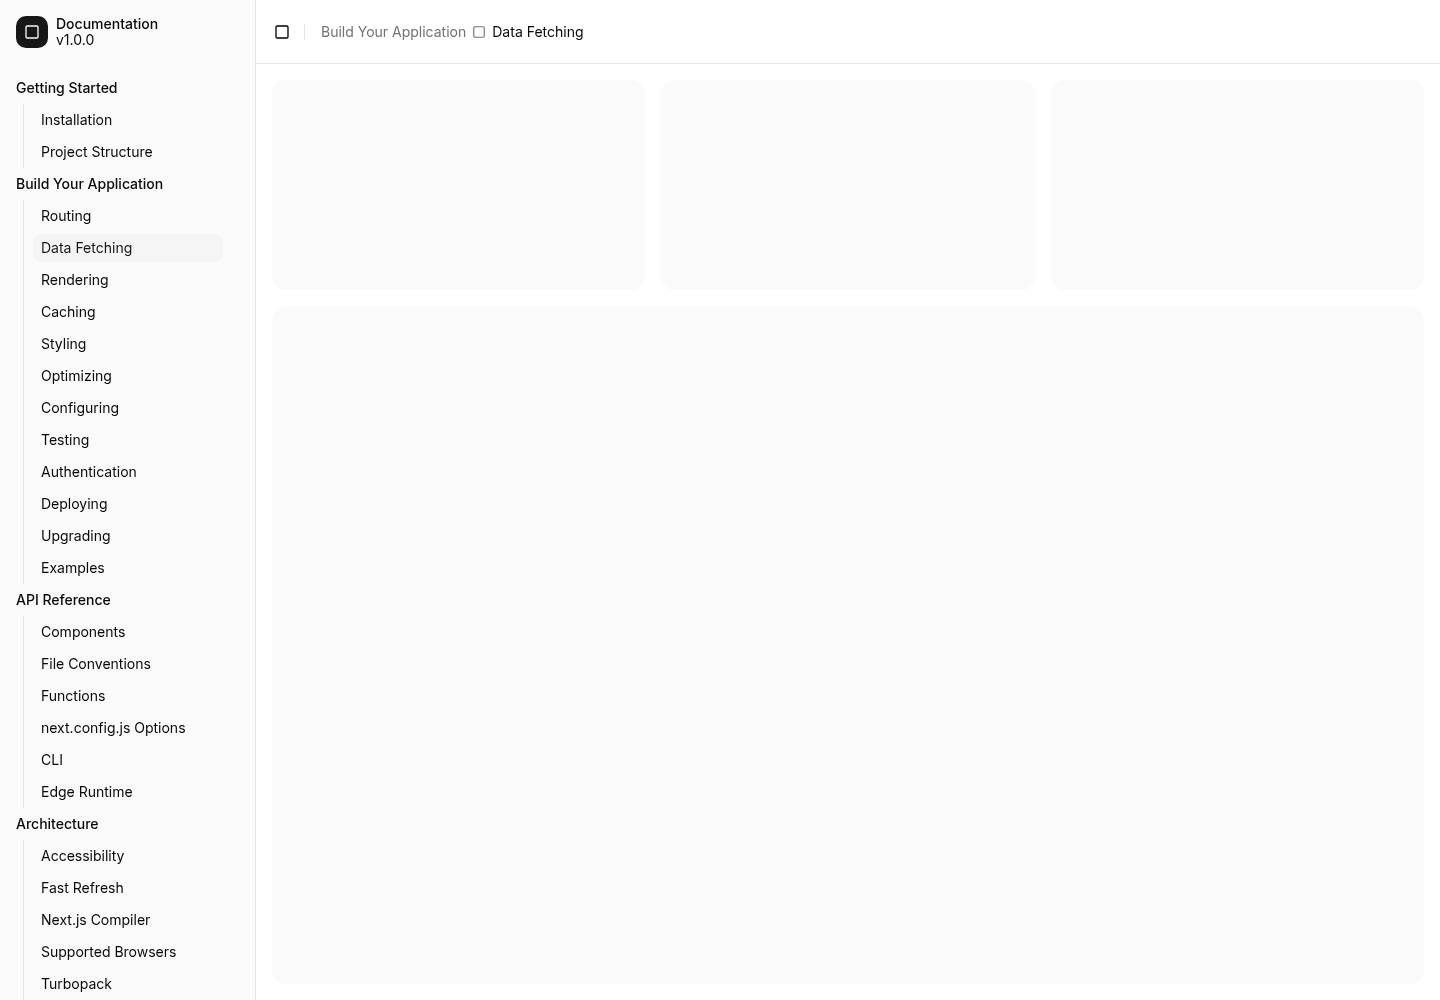 Documentation
v1.0.0
Getting Started
Installation
Project Structure
Build Your Application
Routing
Data Fetching
Rendering
Caching
Styling
Optimizing
Configuring
Testing
Authentication
Deploying
Upgrading
Examples
API Reference
Components
File Conventions
Functions
next.config.js Options
CLI
Edge Runtime
Architecture
Accessibility
Fast Refresh
Next.js Compiler
Supported Browsers
Turbopack
Build Your Application Data Fetching